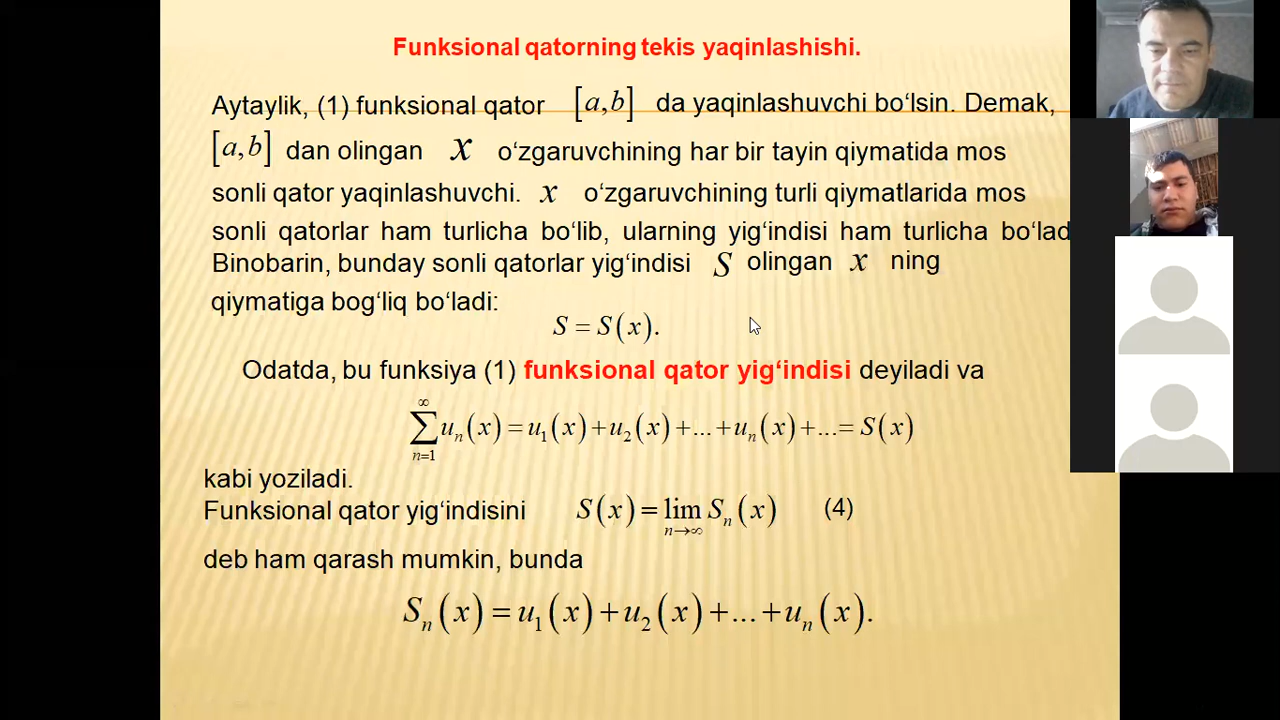 Funksional qatorning tekis yaqinlashishi.
Aytaylik, (1) funksional qator [a,b] da yaqinlashuvchi bo‘lsin. Demak,
[a,b] dan olingan x o‘zgaruvchining har bir tayin qiymatida mos
sonli qator yaqinlashuvchi. x o‘zgaruvchining turli qiymatlarida mos
sonli qatorlar ham turlicha bo‘lib, ularning yig‘indisi ham turlicha bo‘lad
Binobarin, bunday sonli qatorlar yig‘indisi S olingan x ning
qiymatiga bog‘liq bo‘ladi:
S = S(x).
Odatda, bu funksiya (1) funksional qator yig‘indisi deyiladi va
∑_{n=1}^{∞} u_n(x) = u_1(x) + u_2(x) + ... + u_n(x) + ... = S(x)
kabi yoziladi.
Funksional qator yig‘indisini S(x) = lim_{n→∞} S_n(x) (4)
deb ham qarash mumkin, bunda
S_n(x) = u_1(x) + u_2(x) + ... + u_n(x).